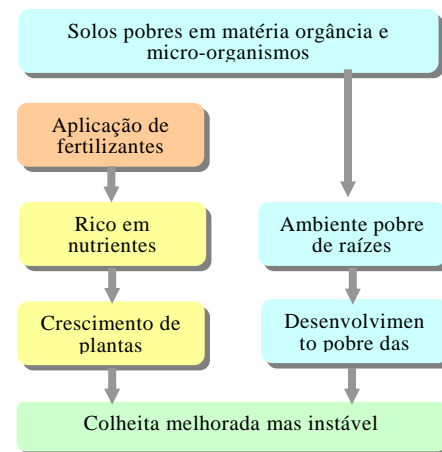 Solos pobres em matéria orgância e
micro-organismos
Aplicação de
fertilizantes
Rico em
nutrientes
Ambiente pobre
de raízes
Crescimento de
plantas
Desenvolvimen
to pobre das
Colheita melhorada mas instável